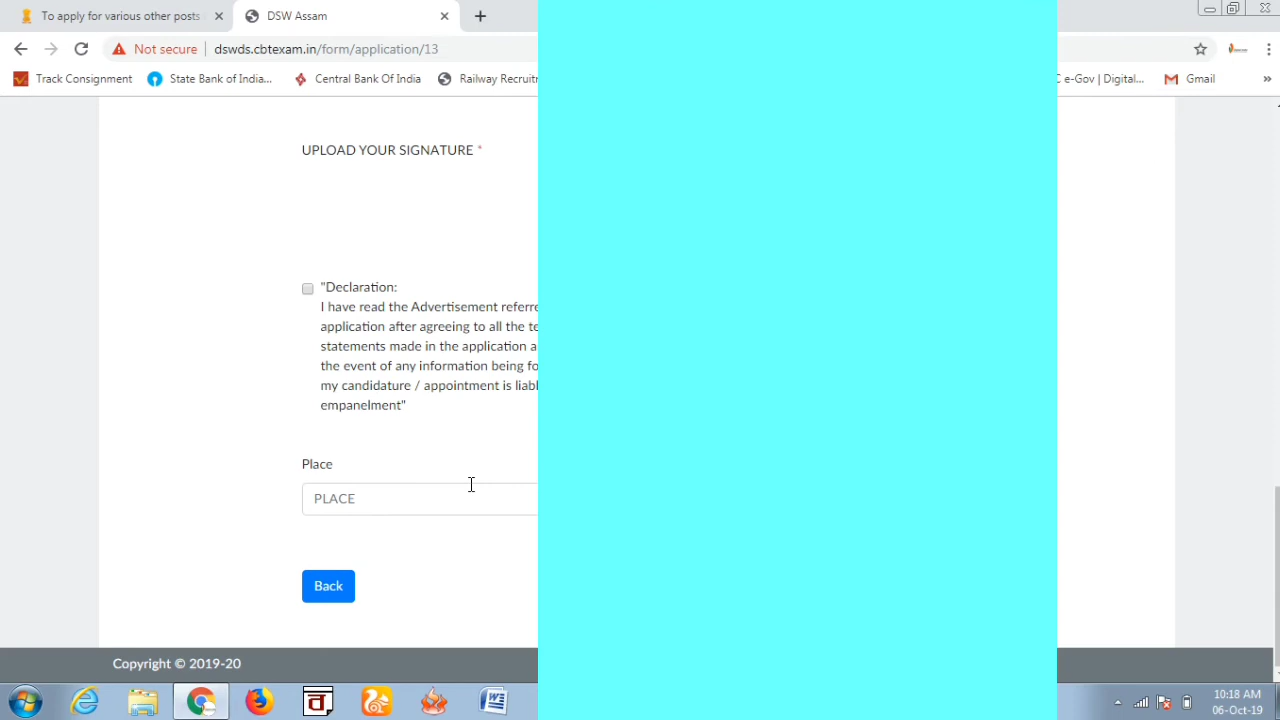 To apply for various other posts
DSW Assam
Not secure
dswds.cbtexam.in/form/application/13
Track Consignment
State Bank of India...
Central Bank Of India
Railway Recruitr
C e-Gov | Digital...
Gmail
UPLOAD YOUR SIGNATURE *
"Declaration:
I have read the Advertisement referre
application after agreeing to all the te
statements made in the application a
the event of any information being fo
my candidature / appointment is liabl
empanelment"
Place
PLACE
Back
Copyright © 2019-20
10:18 AM
06-Oct-19